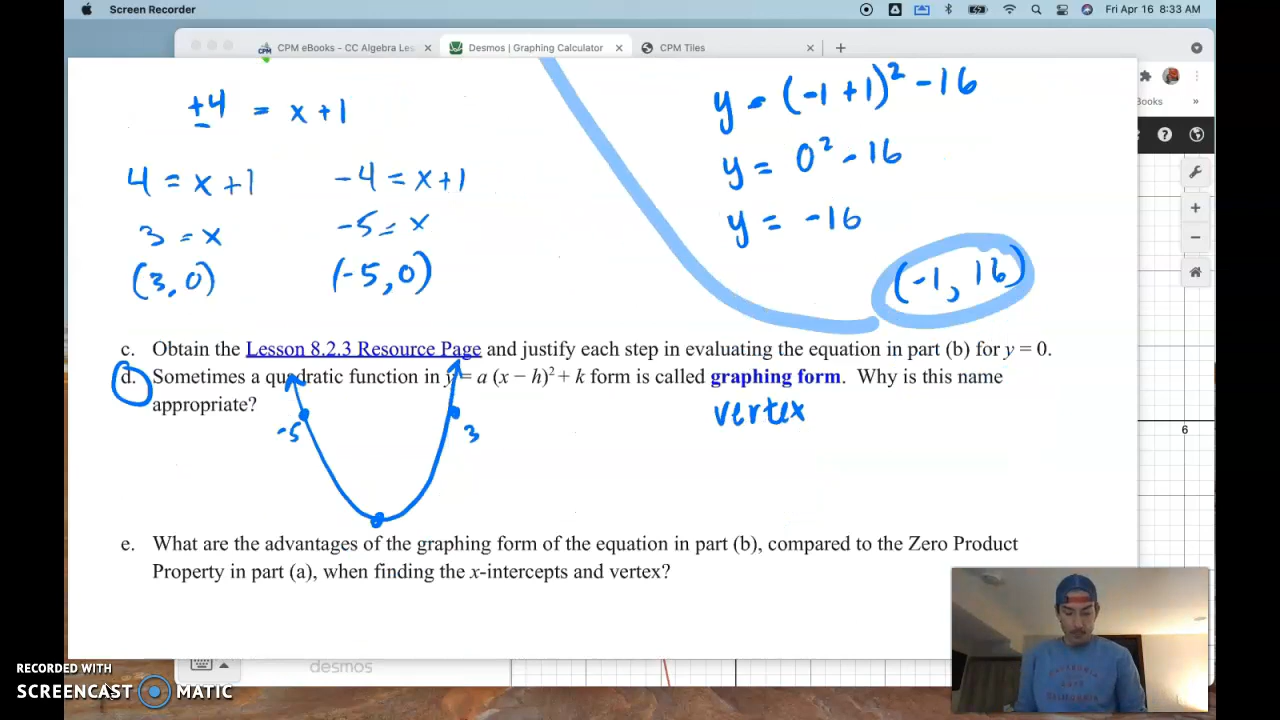 Screen Recorder
Fri Apr 16 8:33 AM
CPM eBooks - CC Algebra Les
Desmos | Graphing Calculator
CPM Tiles
ooks
»
±4 = x+1
4 = x+1
-4 = x+1
3 = x
-5 = x
(3,0)
(-5,0)
y = (-1+1)² -16
y = 0² -16
y = -16
(-1, 16)
c. Obtain the Lesson 8.2.3 Resource Page and justify each step in evaluating the equation in part (b) for y = 0.
d. Sometimes a quadratic function in y = a (x − h)² + k form is called graphing form. Why is this name
appropriate?
vertex
-5
3
6
e. What are the advantages of the graphing form of the equation in part (b), compared to the Zero Product
Property in part (a), when finding the x-intercepts and vertex?
desmos
RECORDED WITH
SCREENCAST MATIC